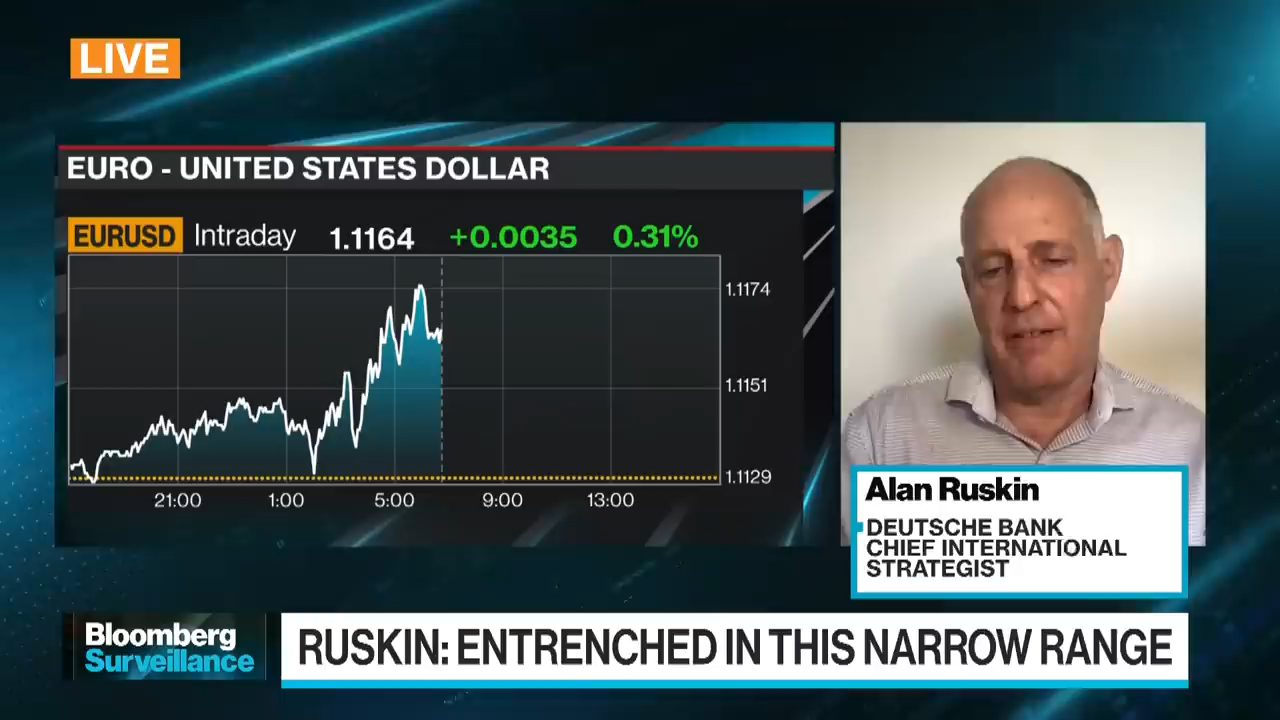 LIVE
EURO - UNITED STATES DOLLAR
EURUSD Intraday 1.1164 +0.0035 0.31%
1.1174
1.1151
1.1129
21:00 1:00 5:00 9:00 13:00
Alan Ruskin
DEUTSCHE BANK
CHIEF INTERNATIONAL
STRATEGIST
Bloomberg
Surveillance
RUSKIN: ENTRENCHED IN THIS NARROW RANGE